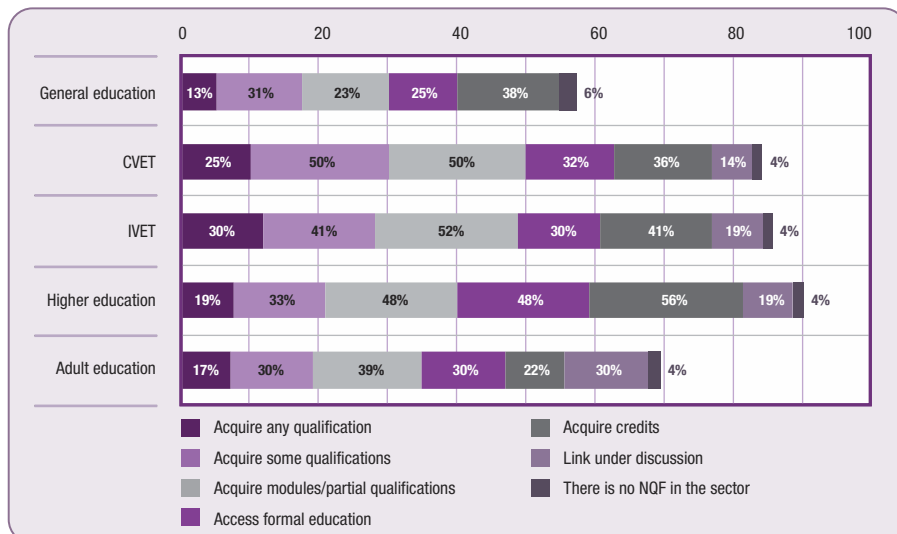 0 20 40 60 80 100
General education 13% 31% 23% 25% 38% 6%
CVET 25% 50% 50% 32% 36% 14% 4%
IVET 30% 41% 52% 30% 41% 19% 4%
Higher education 19% 33% 48% 48% 56% 19% 4%
Adult education 17% 30% 39% 30% 22% 30% 4%
Acquire any qualification
Acquire some qualifications
Acquire modules/partial qualifications
Access formal education
Acquire credits
Link under discussion
There is no NQF in the sector